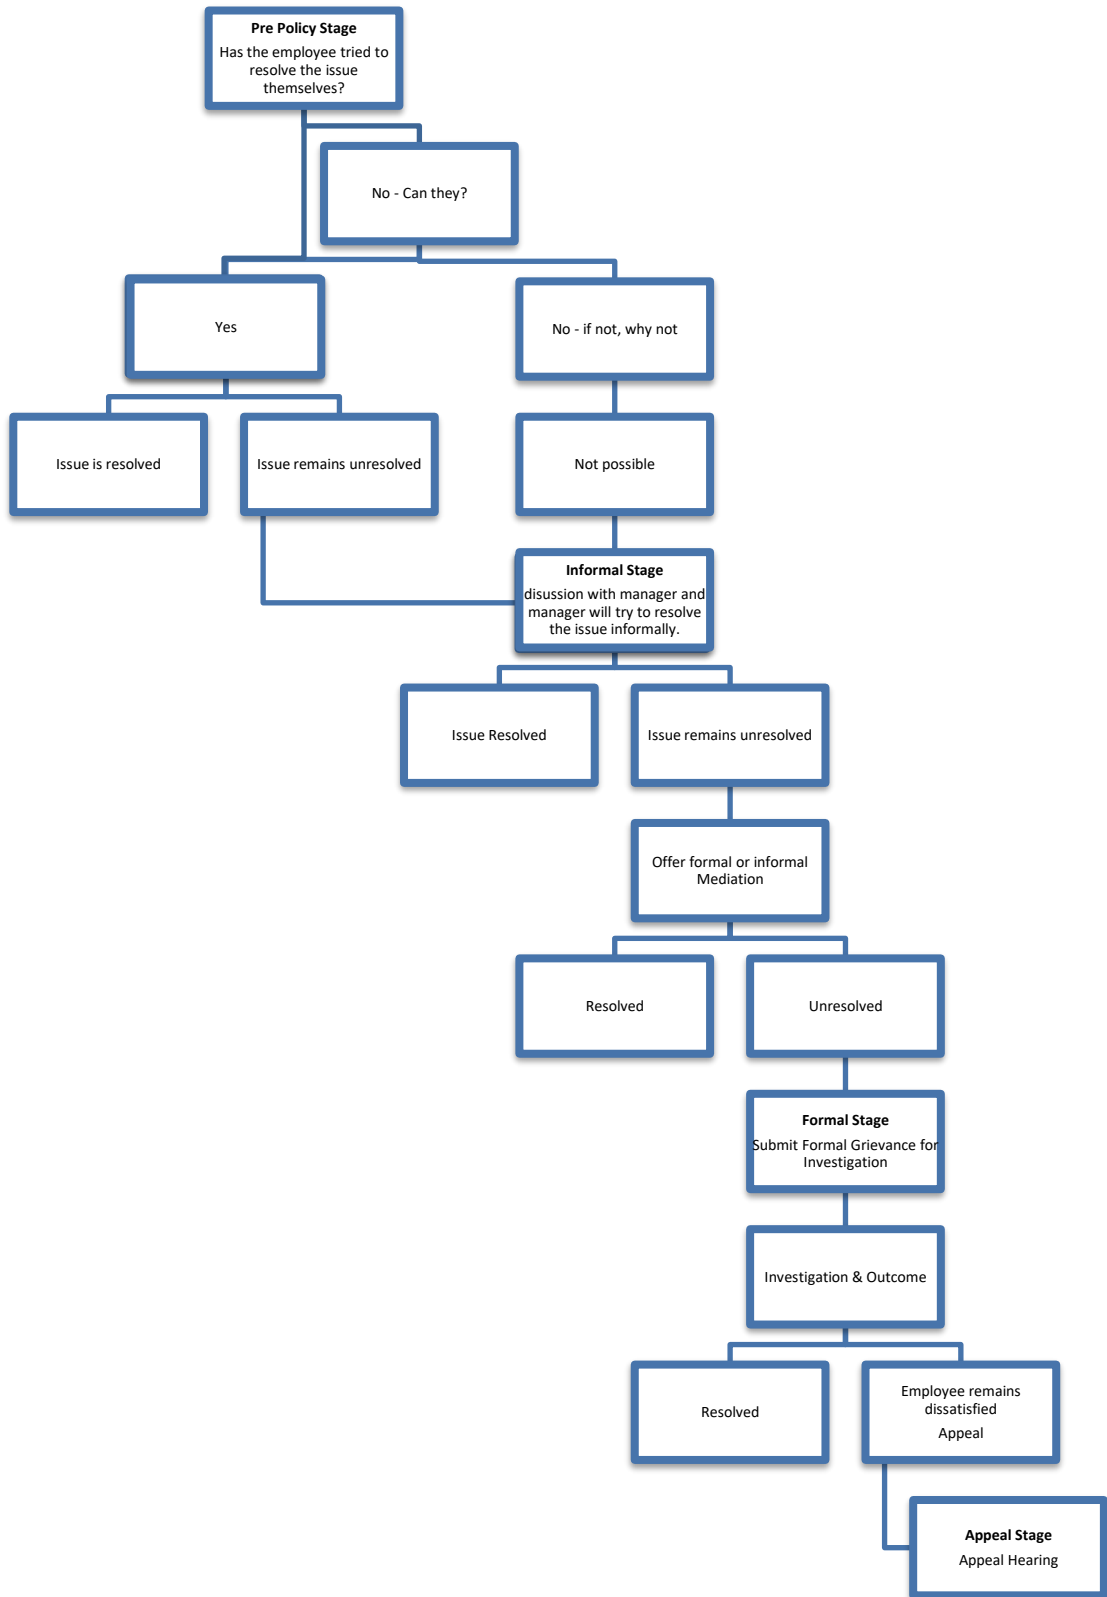 Pre Policy Stage
Has the employee tried to
resolve the issue
themselves?
No - Can they?
Yes
No - if not, why not
Issue is resolved
Issue remains unresolved
Not possible
Informal Stage
disussion with manager and
manager will try to resolve
the issue informally.
Issue Resolved
Issue remains unresolved
Offer formal or informal
Mediation
Resolved
Unresolved
Formal Stage
Submit Formal Grievance for
Investigation
Investigation & Outcome
Resolved
Employee remains
dissatisfied
Appeal
Appeal Stage
Appeal Hearing